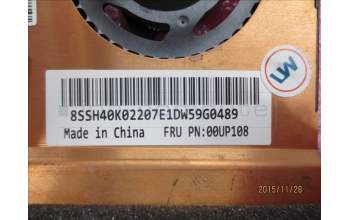 8SSH40K02207E1DW59G0489
Made in China FRU PN:00UP108
2015/11/28